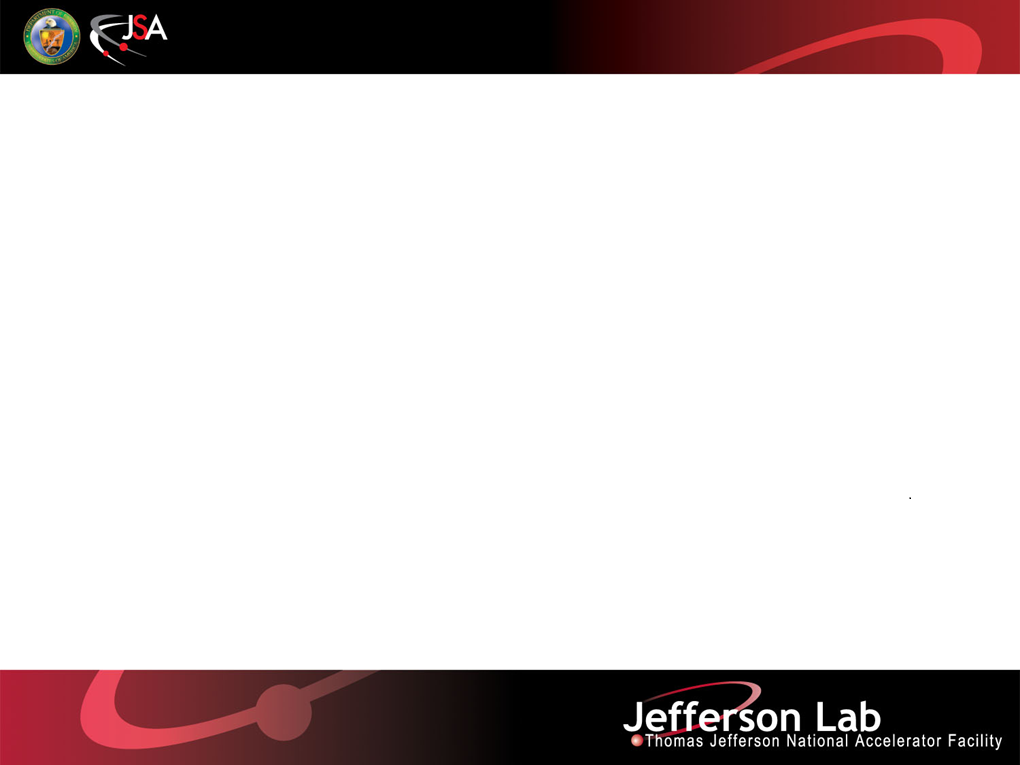 JSA
.
Jefferson Lab
Thomas Jefferson National Accelerator Facility